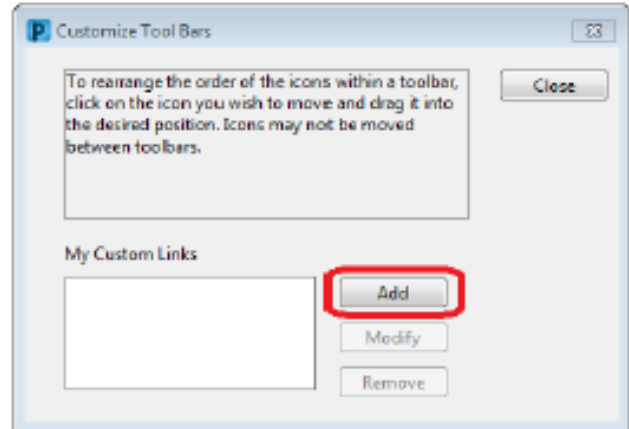 Customize Tool Bars
To rearrange the order of the icons within a toolbar,
click on the icon you wish to move and drag it into
the desired position. Icons may not be moved
between toolbars.
Close
My Custom Links
Add
Modify
Remove